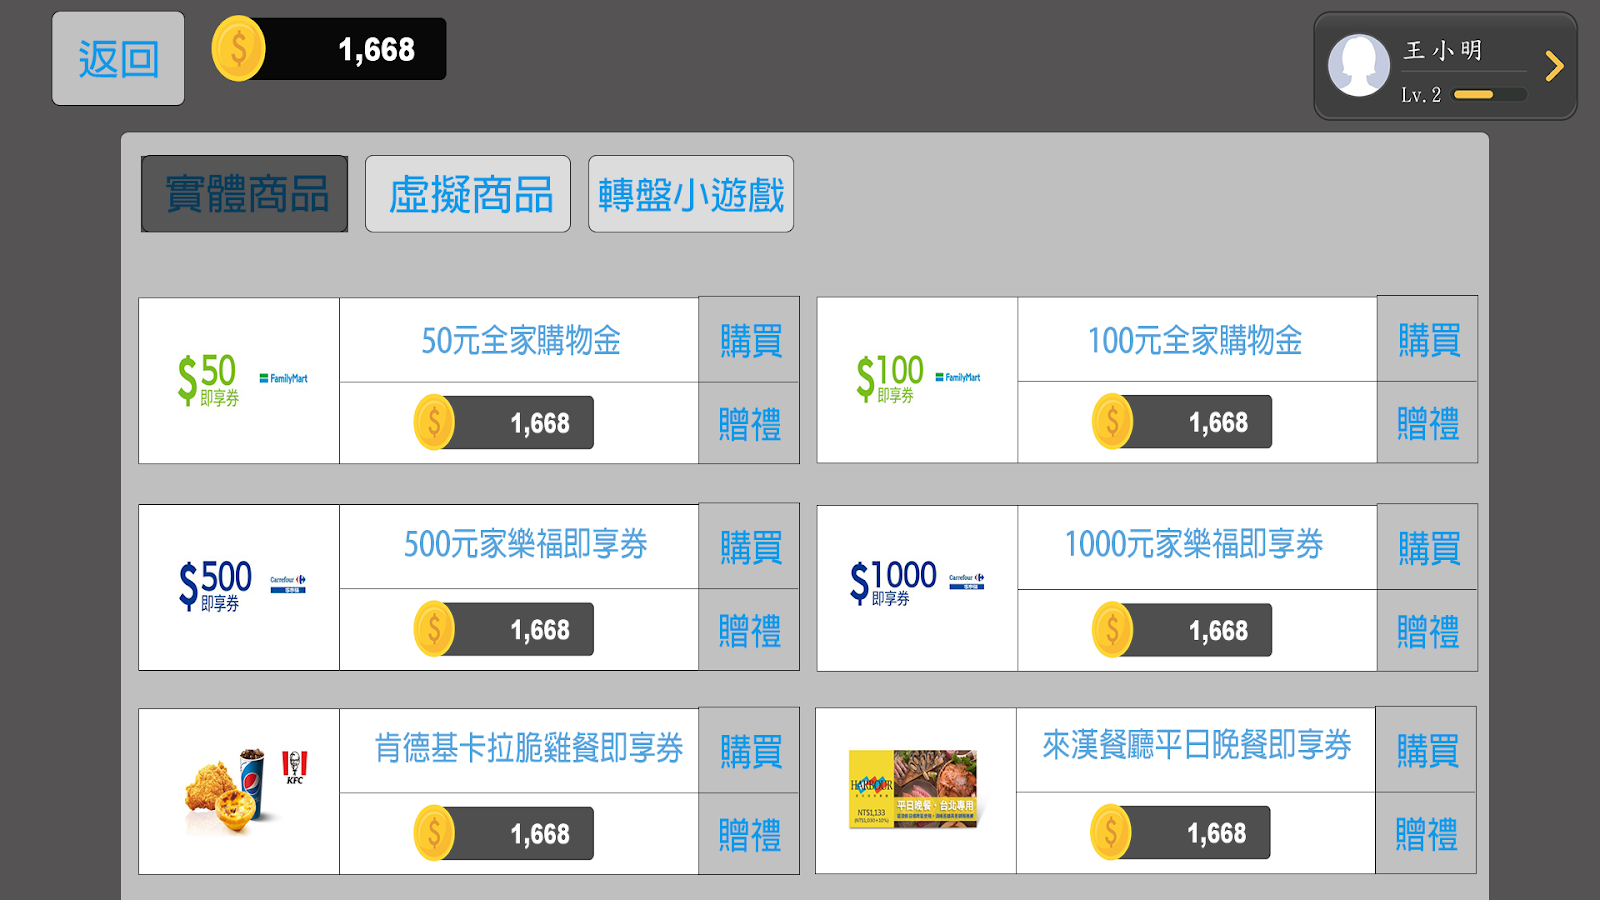 返回
1,668
王小明
Lv.2
實體商品
虛擬商品
轉盤小遊戲
$50
即享券
FamilyMart
50元全家購物金
1,668
購買
贈禮
$100
即享券
FamilyMart
100元全家購物金
1,668
購買
贈禮
$500
即享券
Carrefour
500元家樂福即享券
1,668
購買
贈禮
$1000
即享券
Carrefour
1000元家樂福即享券
1,668
購買
贈禮
KFC
肯德基卡拉脆雞餐即享券
1,668
購買
贈禮
HARBOUR
NT$1,133
(NT$1,030+10%)
平日晚餐、台北專用
來漢餐廳平日晚餐即享券
1,668
購買
贈禮